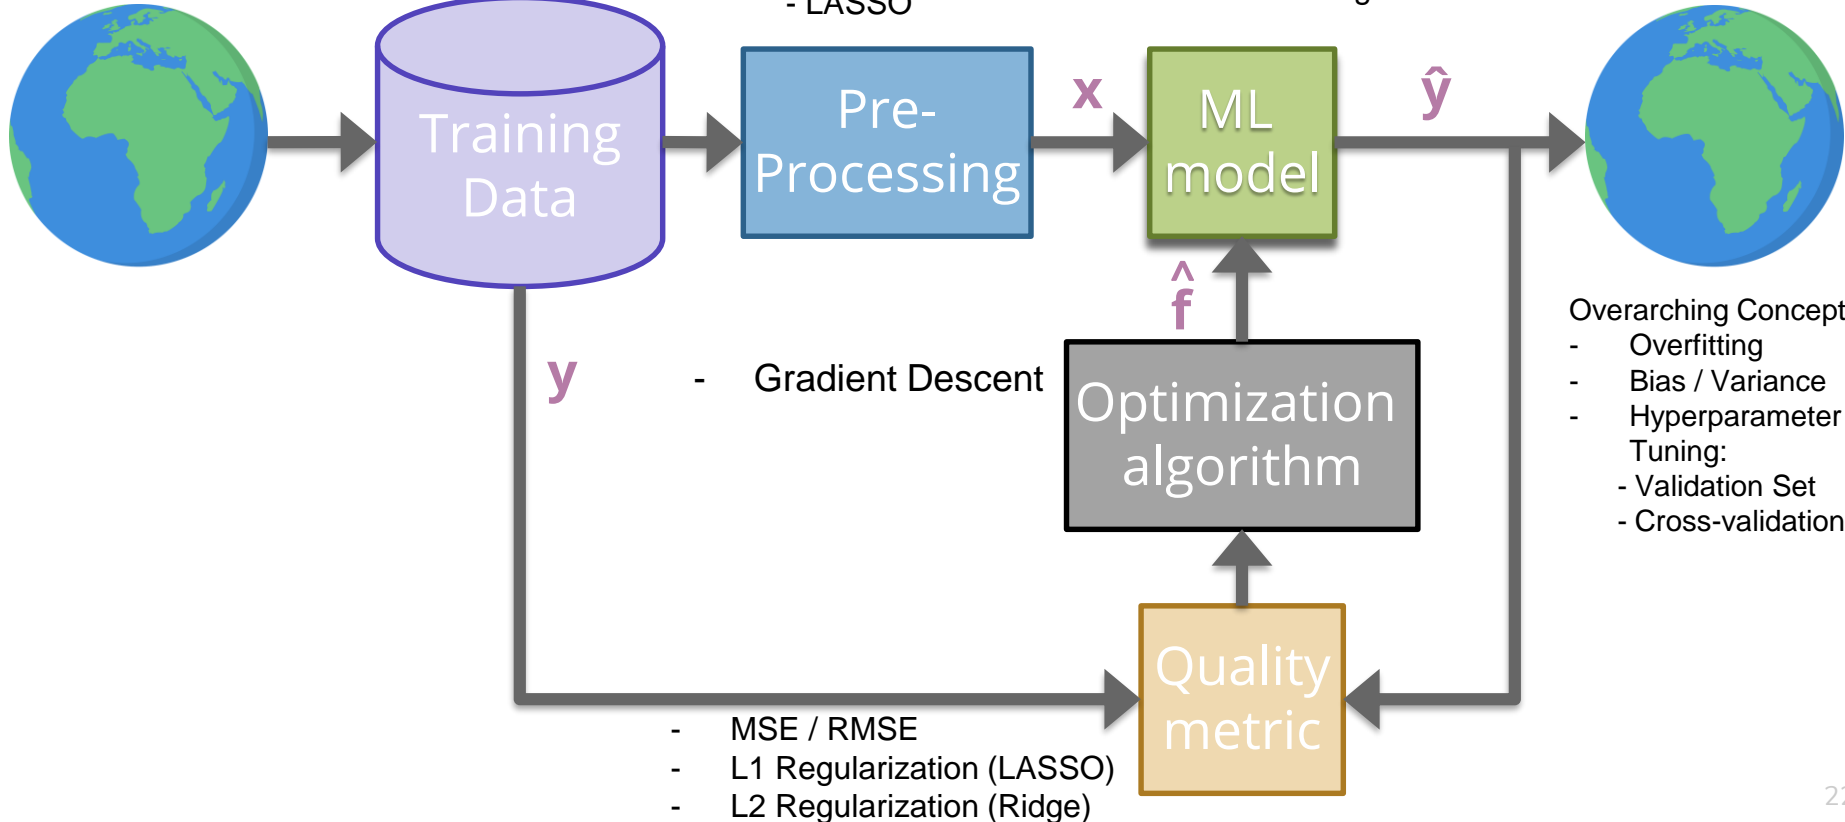 - LASSO
Training
Data
Pre-
Processing
x
ML
model
ŷ
f̂
y
- Gradient Descent
Optimization
algorithm
Overarching Concept
- Overfitting
- Bias / Variance
- Hyperparameter
Tuning:
- Validation Set
- Cross-validation
Quality
metric
- MSE / RMSE
- L1 Regularization (LASSO)
- L2 Regularization (Ridge)